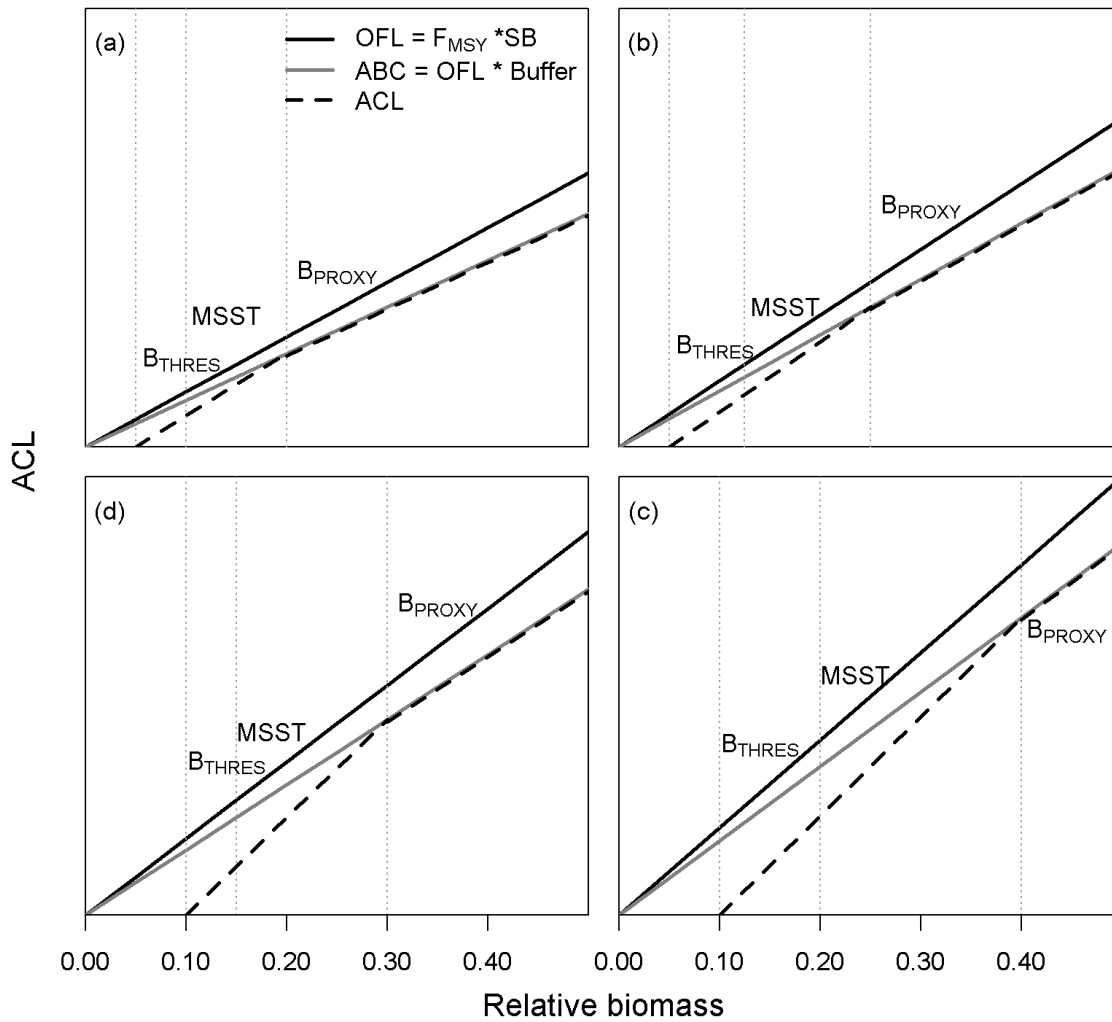 (a)
OFL = FMSY *SB
ABC = OFL * Buffer
ACL
BPROXY
MSST
BTHRES
(b)
BPROXY
MSST
BTHRES
ACL
(d)
BPROXY
MSST
BTHRES
(c)
BPROXY
MSST
BTHRES
0.00 0.10 0.20 0.30 0.40
0.00 0.10 0.20 0.30 0.40
Relative biomass